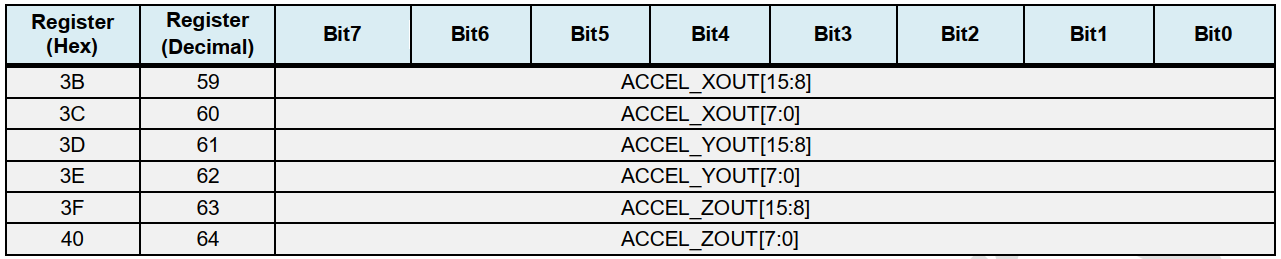 Register (Hex) Register (Decimal) Bit7 Bit6 Bit5 Bit4 Bit3 Bit2 Bit1 Bit0
3B 59 ACCEL_XOUT[15:8]
3C 60 ACCEL_XOUT[7:0]
3D 61 ACCEL_YOUT[15:8]
3E 62 ACCEL_YOUT[7:0]
3F 63 ACCEL_ZOUT[15:8]
40 64 ACCEL_ZOUT[7:0]